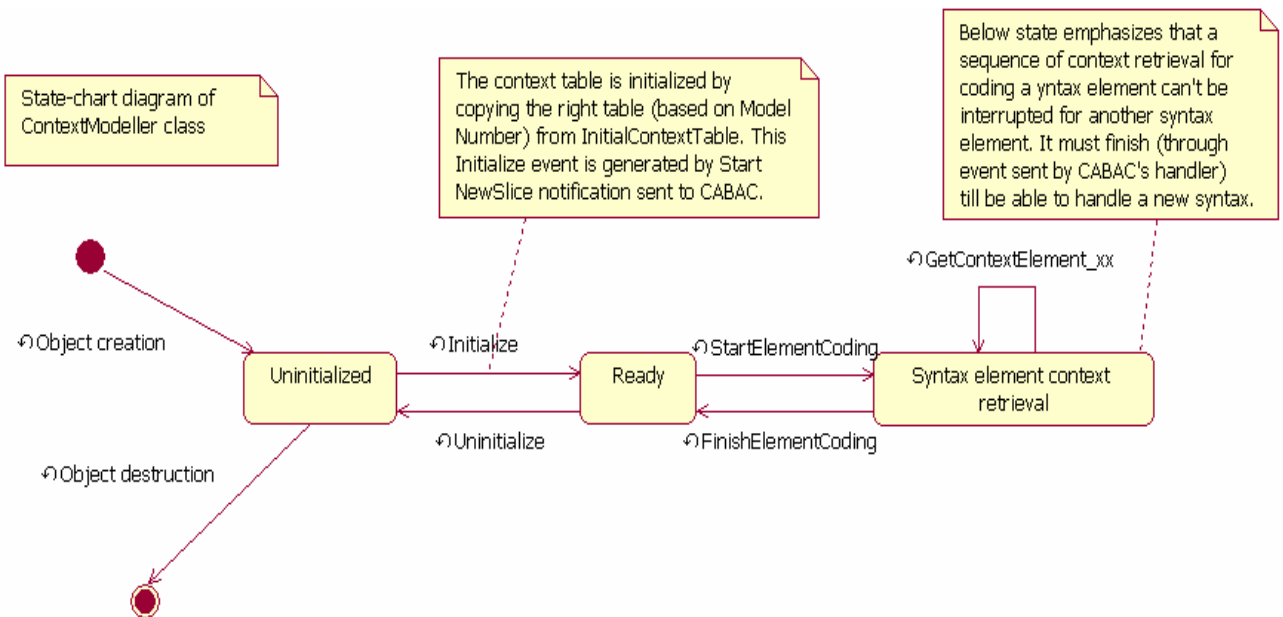 State-chart diagram of
ContextModeller class
The context table is initialized by
copying the right table (based on Model
Number) from InitialContextTable. This
Initialize event is generated by Start
NewSlice notification sent to CABAC.
Below state emphasizes that a
sequence of context retrieval for
coding a yntax element can't be
interrupted for another syntax
element. It must finish (through
event sent by CABAC's handler)
till be able to handle a new syntax.
GetContextElement_xx
Object creation
Initialize
StartElementCoding
Uninitialized
Ready
Syntax element context
retrieval
Uninitialize
FinishElementCoding
Object destruction